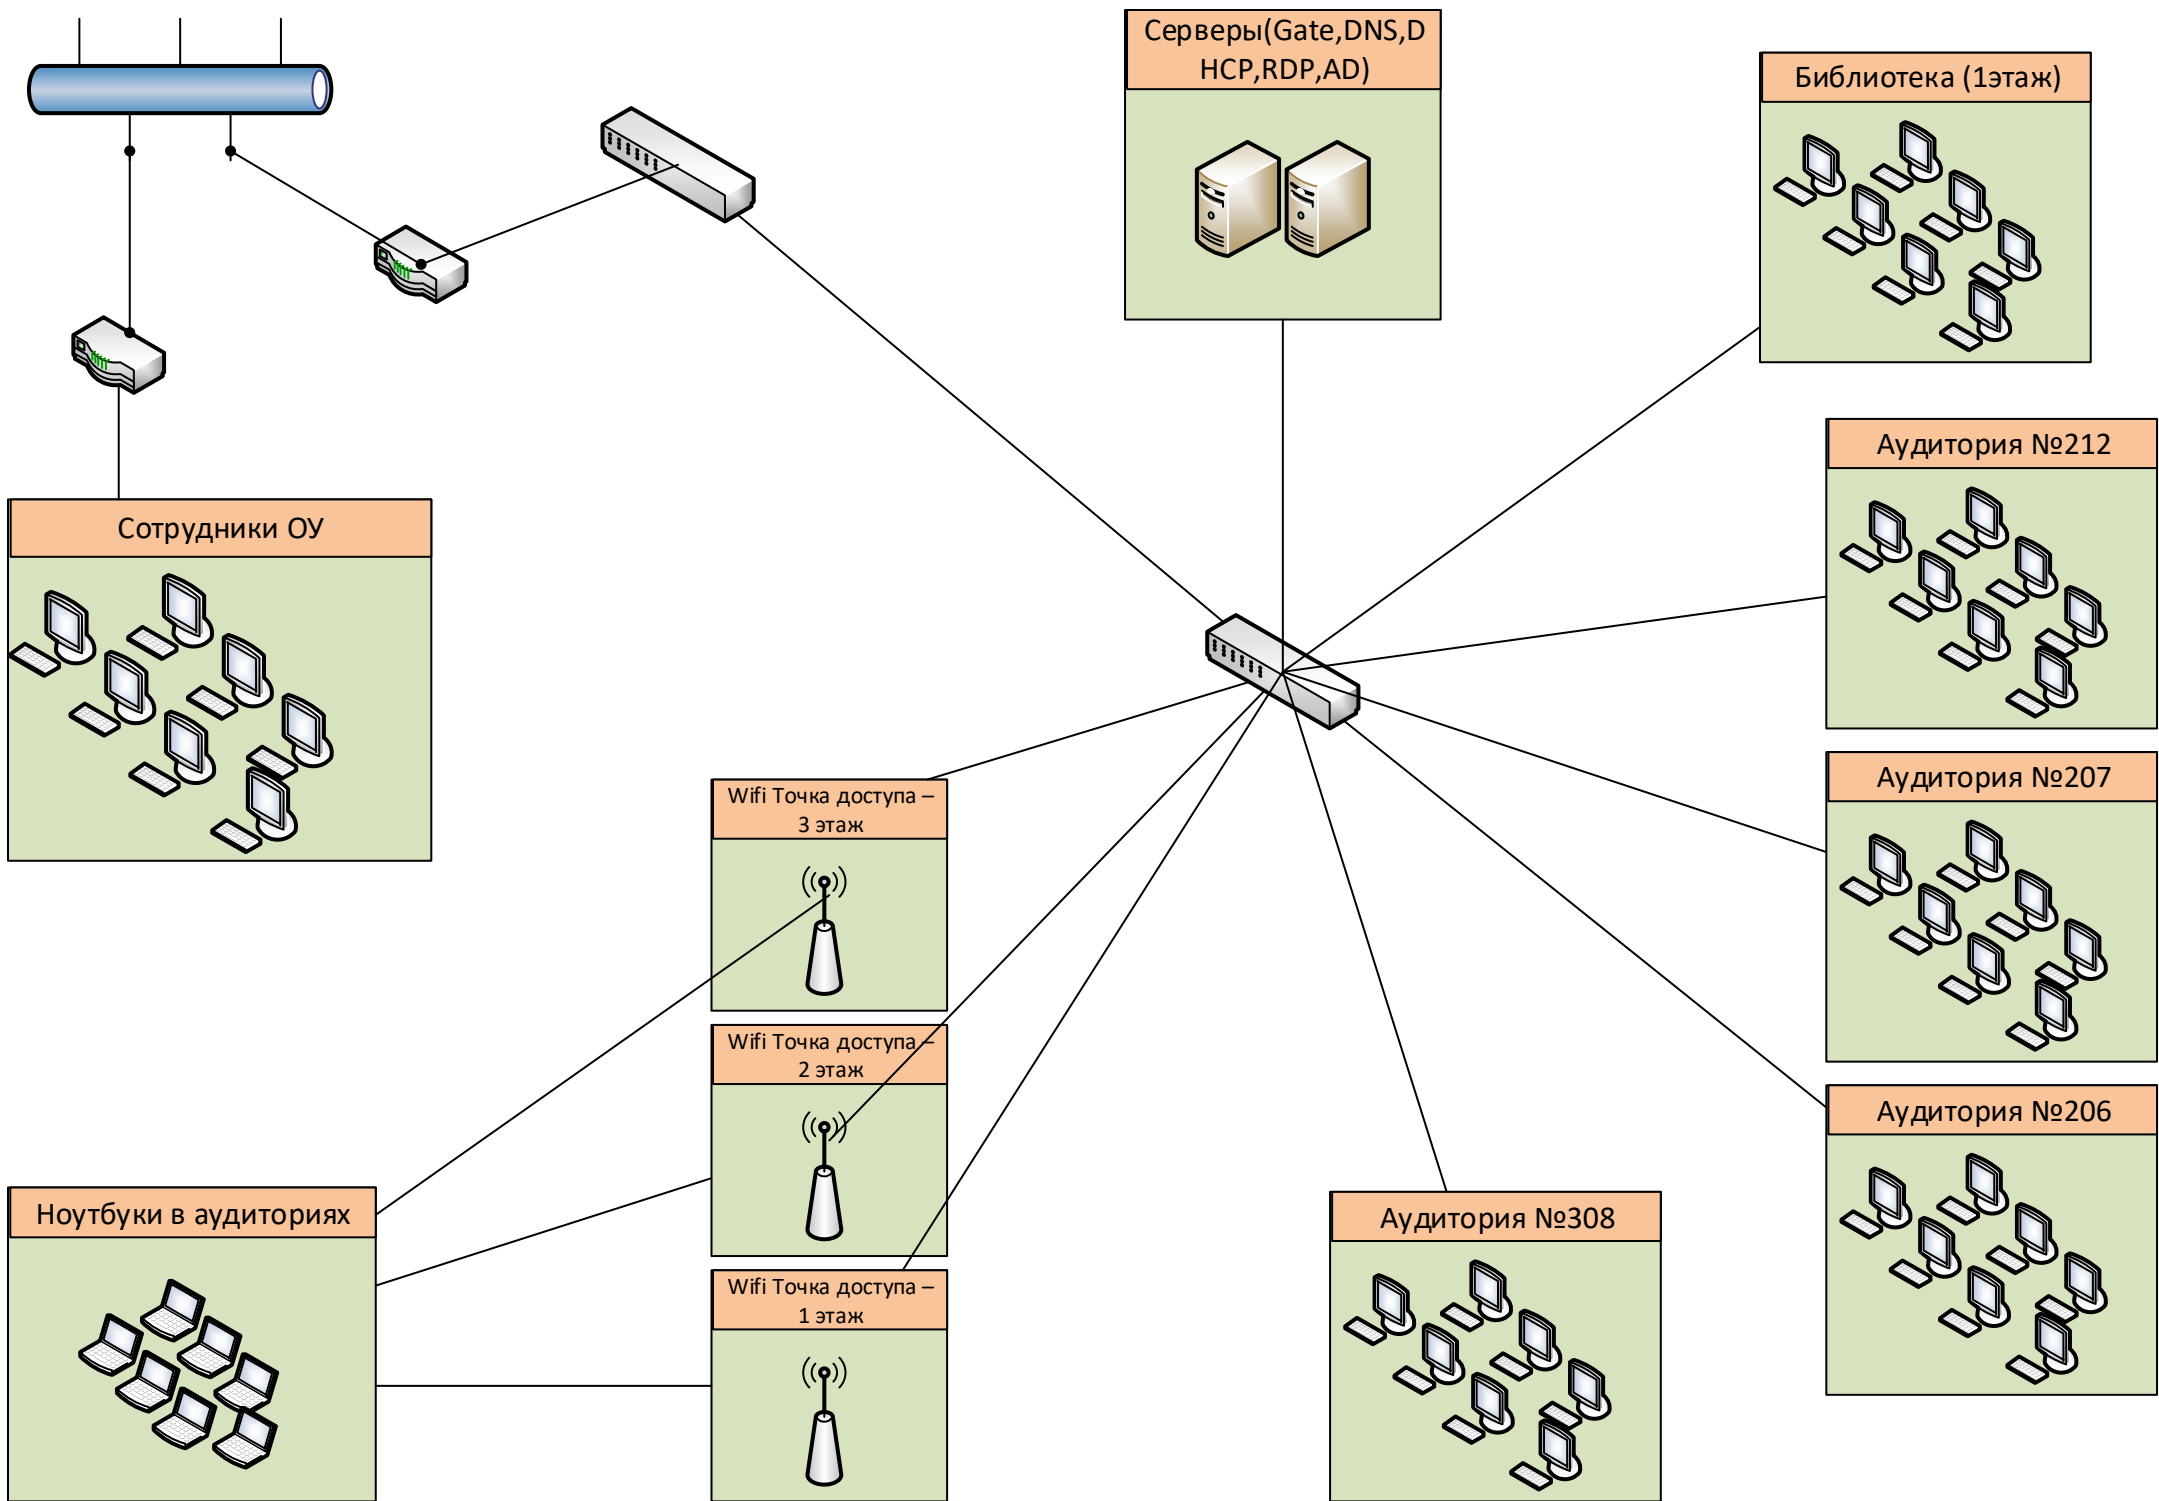 Серверы(Gate,DNS,D
HCP,RDP,AD)
Библиотека (1этаж)
Аудитория №212
Сотрудники ОУ
Аудитория №207
Wifi Точка доступа –
3 этаж
Wifi Точка доступа –
2 этаж
Аудитория №206
Ноутбуки в аудиториях
Аудитория №308
Wifi Точка доступа –
1 этаж